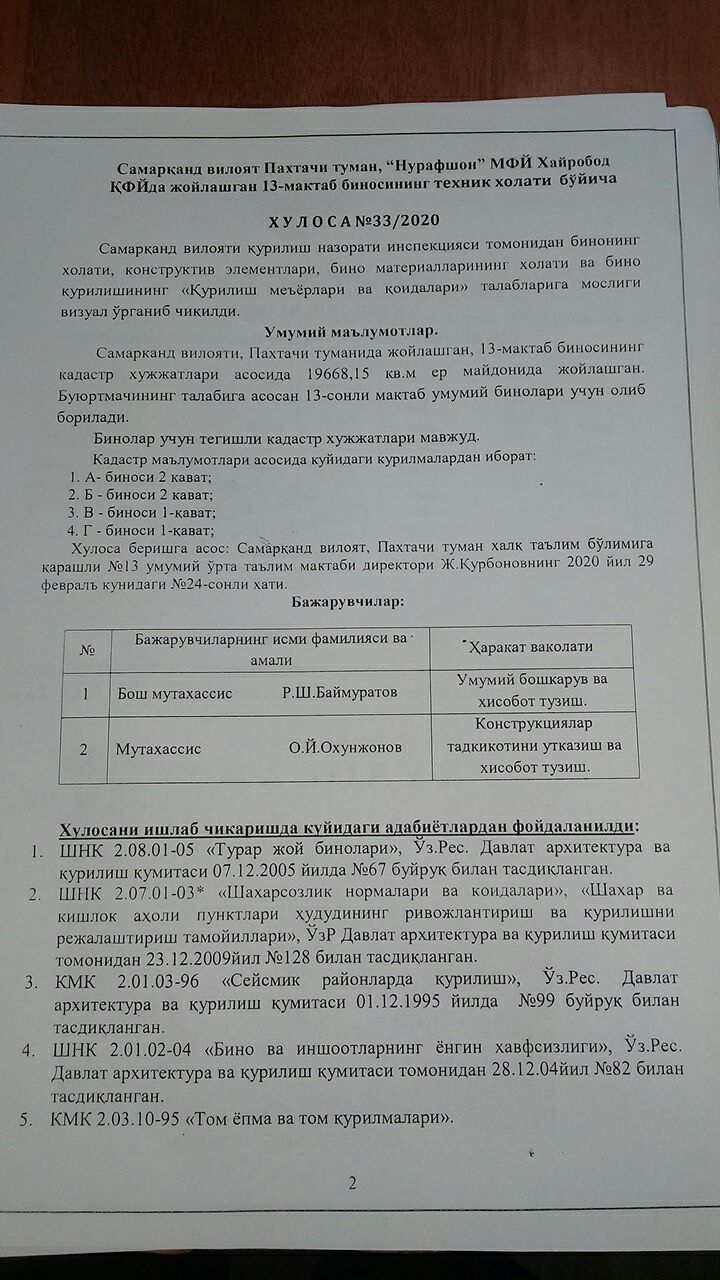 Самарқанд вилоят Пахтачи туман, “Нурафшон” МФЙ Хайробод
ҚФЙда жойлашган 13-мактаб биносининг техник холати бўйича
Х У Л О С А №33/2020
Самарқанд вилояти қурилиш назорати инспекцияси томонидан бинонинг
холати, конструктив элементлари, бино материалларининг холати ва бино
қурилишининг «Қурилиш меъёрлари ва қоидалари» талабларига мослиги
визуал ўрганиб чиқилди.
Умумий маълумотлар.
Самарқанд вилояти, Пахтачи туманида жойлашган, 13-мактаб биносининг
кадастр хужжатлари асосида 19668,15 кв.м ер майдонида жойлашган.
Буюртмачининг талабига асосан 13-сонли мактаб умумий бинолари учун олиб
борилади.
Бинолар учун тегишли кадастр хужжатлари мавжуд.
Кадастр маълумотлари асосида куйидаги курилмалардан иборат:
1. А- биноси 2 кават;
2. Б - биноси 2 кават;
3. В - биноси 1-қават;
4. Г - биноси 1-қават;
Хулоса беришга асос: Самарқанд вилоят, Пахтачи туман халқ таълим бўлимига
карашли №13 умумий ўрта таълим мактаби директори Ж.Қурбоновнинг 2020 йил 29
февраль кунидаги №24-сонли хати.
Бажарувчилар:
№ Бажарувчиларнинг исми фамилияси ва амали Ҳаракат ваколати
1 Бош мутахассис Р.Ш.Баймуратов Умумий бошкарув ва
хисобот тузиш.
2 Мутахассис О.Й.Охунжонов Конструкциялар
тадкикотини утказиш ва
хисобот тузиш.
Хулосани ишлаб чикаришда куйидаги адабиётлардан фойдаланилди:
1. ШНК 2.08.01-05 «Турар жой бинолари», Ўз.Рес. Давлат архитектура ва
қурилиш қумитаси 07.12.2005 йилда №67 буйруқ билан тасдиқланган.
2. ШНК 2.07.01-03* «Шахарсозлик нормалари ва коидалари», «Шахар ва
кишлок аҳоли пунктлари ҳудудининг ривожлантириш ва қурилишни
режалаштириш тамойиллари», ЎзР Давлат архитектура ва қурилиш қумитаси
томонидан 23.12.2009йил №128 билан тасдиқланган.
3. КМК 2.01.03-96 «Сейсмик районларда қурилиш», Ўз.Рес. Давлат
архитектура ва қурилиш қумитаси 01.12.1995 йилда №99 буйруқ билан
тасдиқланган.
4. ШНК 2.01.02-04 «Бино ва иншоотларнинг ёнгин хавфсизлиги», Ўз.Рес.
Давлат архитектура ва қурилиш қумитаси томонидан 28.12.04йил №82 билан
тасдиқланган.
5. КМК 2.03.10-95 «Том ёпма ва том қурилмалари».
2